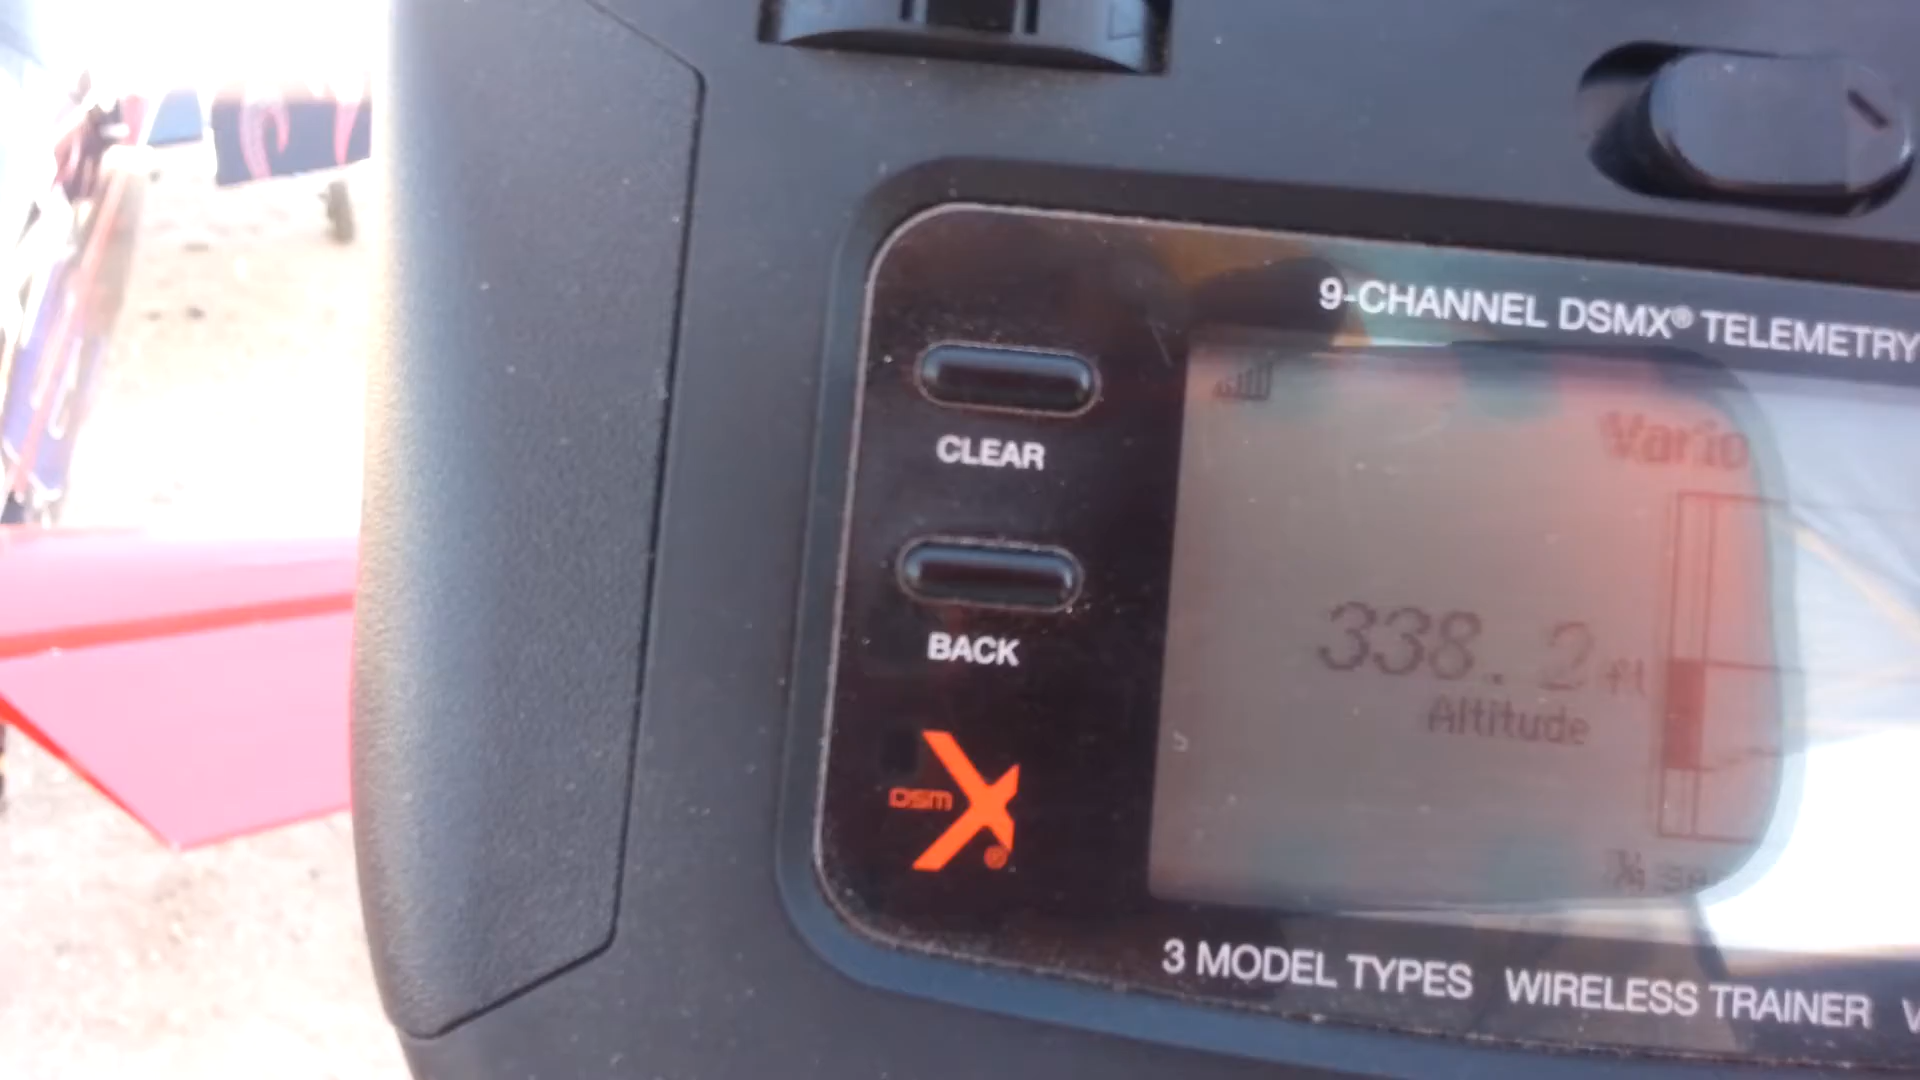 9-CHANNEL DSMX® TELEMETRY
CLEAR
Vario
BACK
338.2 ft
Altitude
DSM X®
3 MODEL TYPES WIRELESS TRAINER V